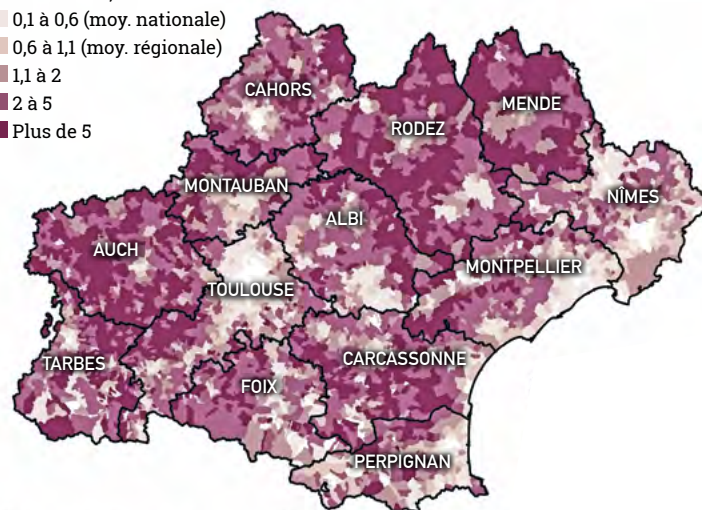 0,1 à 0,6 (moy. nationale)
0,6 à 1,1 (moy. régionale)
1,1 à 2
2 à 5
Plus de 5
CAHORS
MENDE
RODEZ
MONTAUBAN
NÎMES
ALBI
AUCH
MONTPELLIER
TOULOUSE
TARBES
CARCASSONNE
FOIX
PERPIGNAN